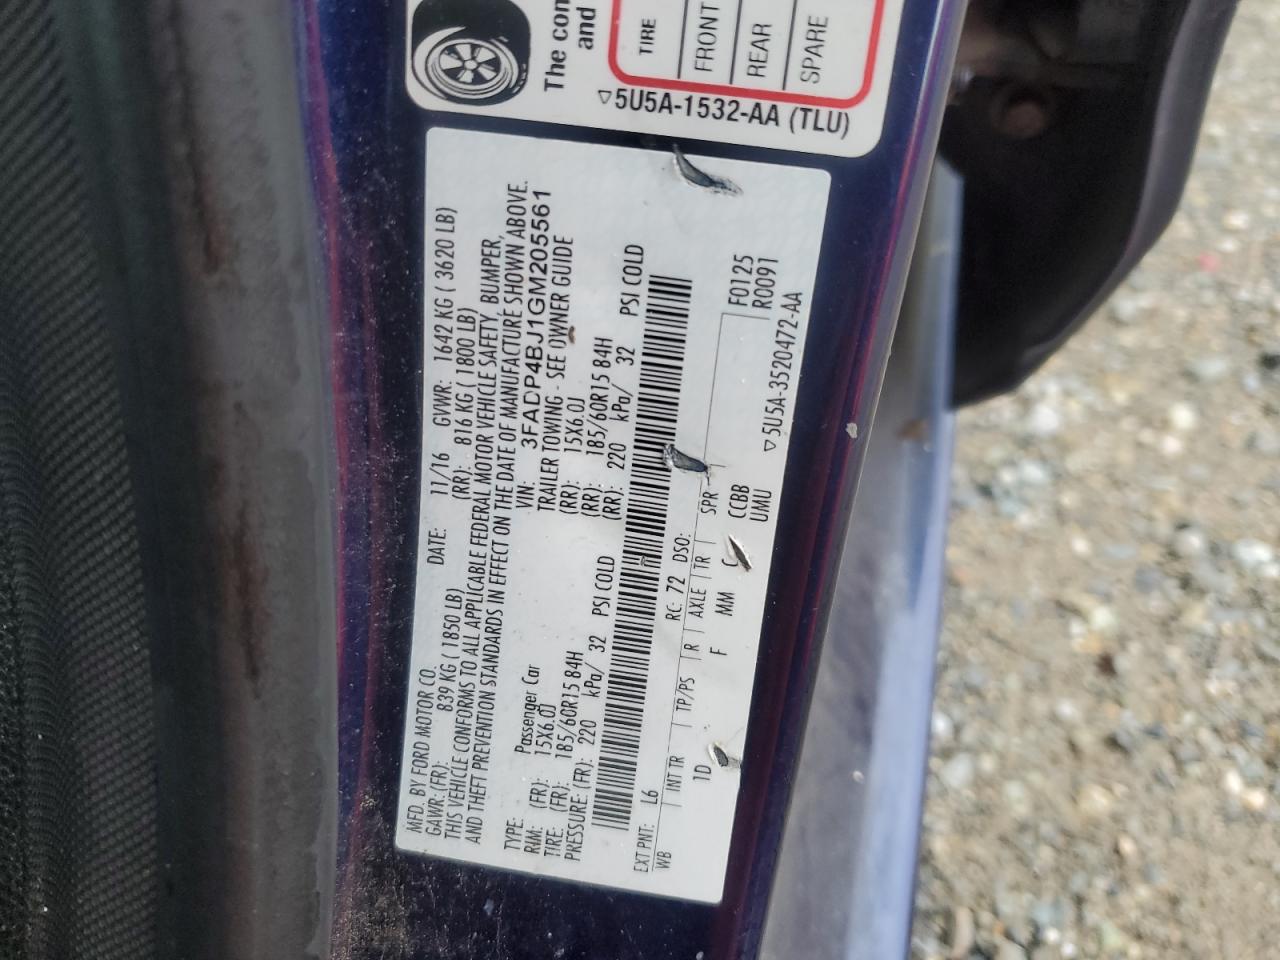 The com
and
TIRE
FRONT
REAR
SPARE
5U5A-1532-AA (TLU)
MFD. BY FORD MOTOR CO. DATE: 11/16 GVWR: 1642 KG ( 3620 LB)
GAWR: (FR): 839 KG ( 1850 LB) (RR): 816 KG ( 1800 LB)
THIS VEHICLE CONFORMS TO ALL APPLICABLE FEDERAL MOTOR VEHICLE SAFETY, BUMPER,
AND THEFT PREVENTION STANDARDS IN EFFECT ON THE DATE OF MANUFACTURE SHOWN ABOVE.
VIN: 3FADP4BJ1GM205561
TYPE: Passenger Car TRAILER TOWING - SEE OWNER GUIDE
RIM: (FR): 15X6.0J (RR): 15X6.0J
TIRE: (FR): 185/60R15 84H (RR): 185/60R15 84H
PRESSURE: (FR): 220 kPa/ 32 PSI COLD (RR): 220 kPa/ 32 PSI COLD
EXT PNT: L6 RC: 72 DSO:
WB INT TR TP/PS R AXLE TR SPR F0125
1D F MM CCBB R0091
UMU
5U5A-3520472-AA